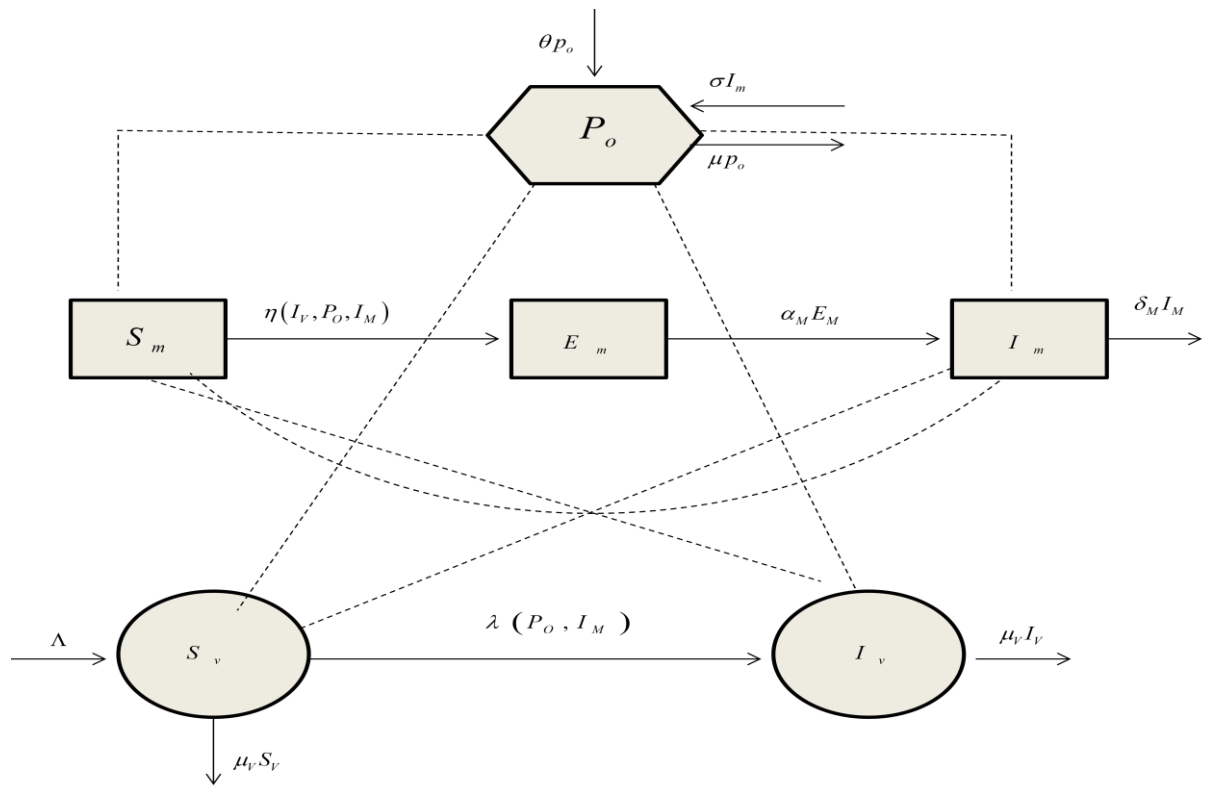 θp₀
σI_m
P_o
μp_o
S_m
η(I_V, P_O, I_M)
E_m
α_M E_M
I_m
δ_M I_M
Λ
S_v
λ (P_O, I_M)
I_v
μ_V I_V
μ_V S_V